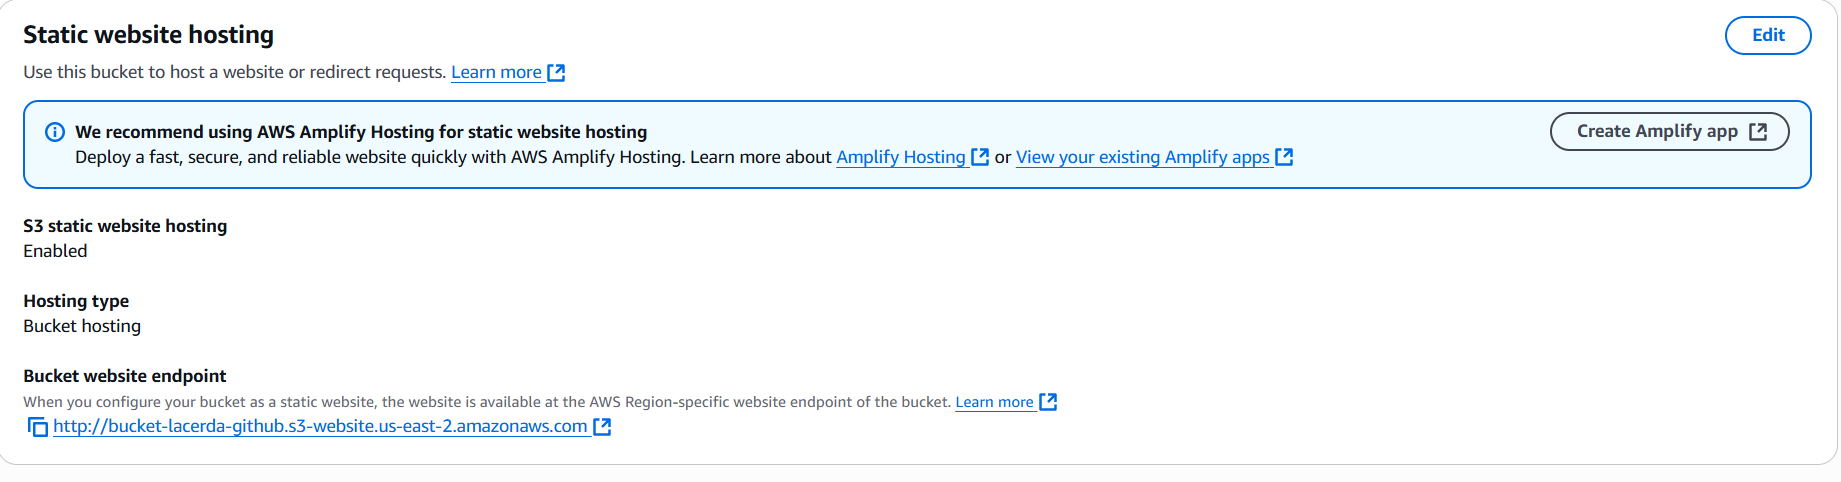 Static website hosting
Edit
Use this bucket to host a website or redirect requests. Learn more
We recommend using AWS Amplify Hosting for static website hosting
Create Amplify app
Deploy a fast, secure, and reliable website quickly with AWS Amplify Hosting. Learn more about Amplify Hosting or View your existing Amplify apps
S3 static website hosting
Enabled
Hosting type
Bucket hosting
Bucket website endpoint
When you configure your bucket as a static website, the website is available at the AWS Region-specific website endpoint of the bucket. Learn more
http://bucket-lacerda-github.s3-website.us-east-2.amazonaws.com